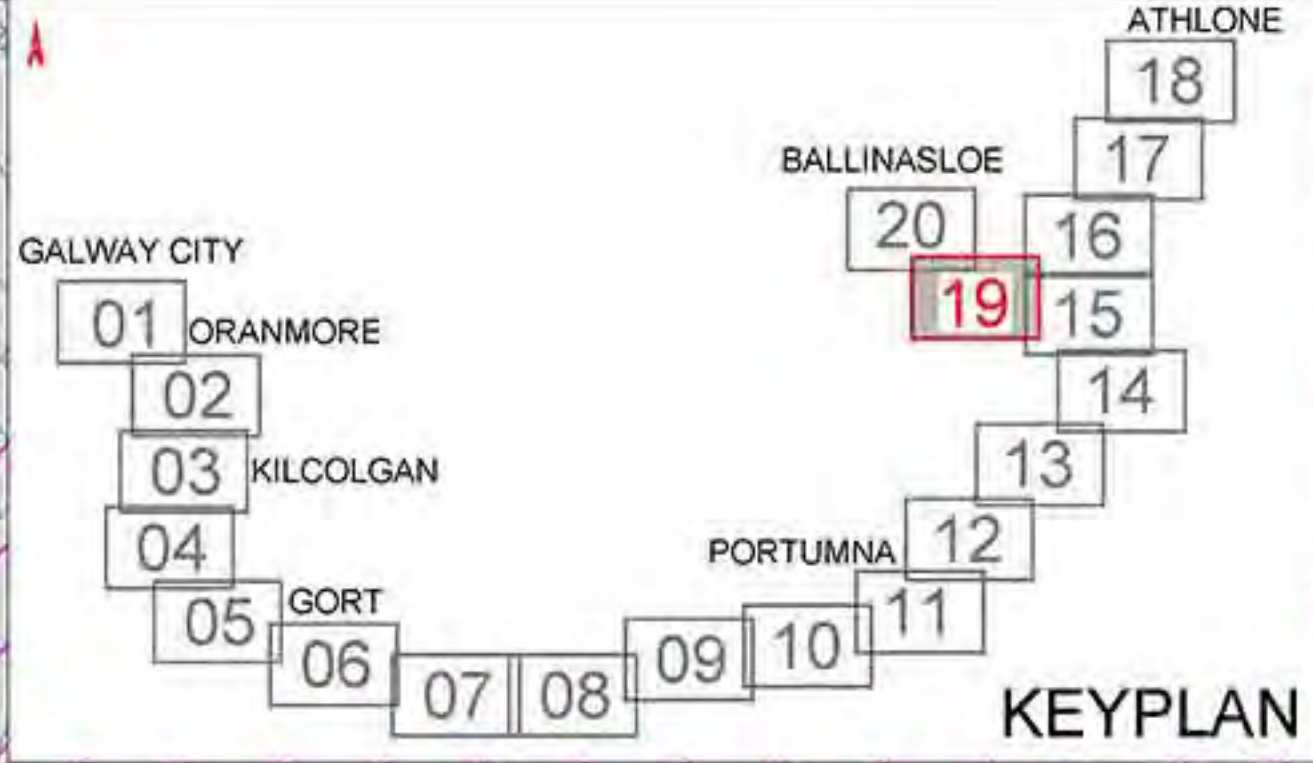 ATHLONE
18
17
BALLINASLOE
20
16
GALWAY CITY
19
01
ORANMORE
15
02
14
03
KILCOLGAN
13
04
12
PORTUMNA
05
GORT
11
06
09
10
07
08
KEYPLAN